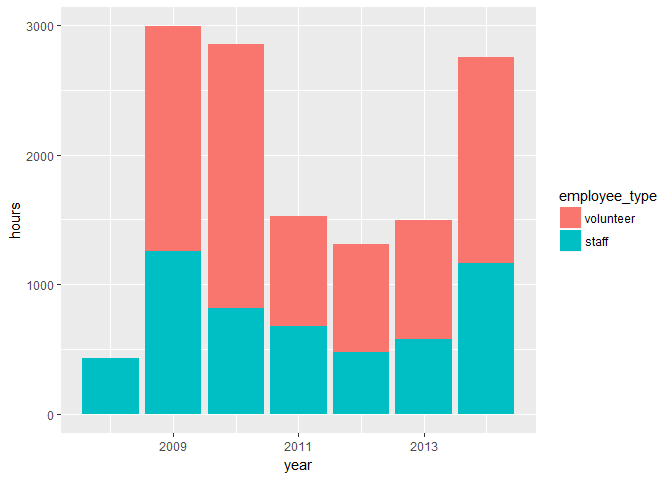 3000
2000
1000
0
hours
2009
2011
2013
year
employee_type
volunteer
staff